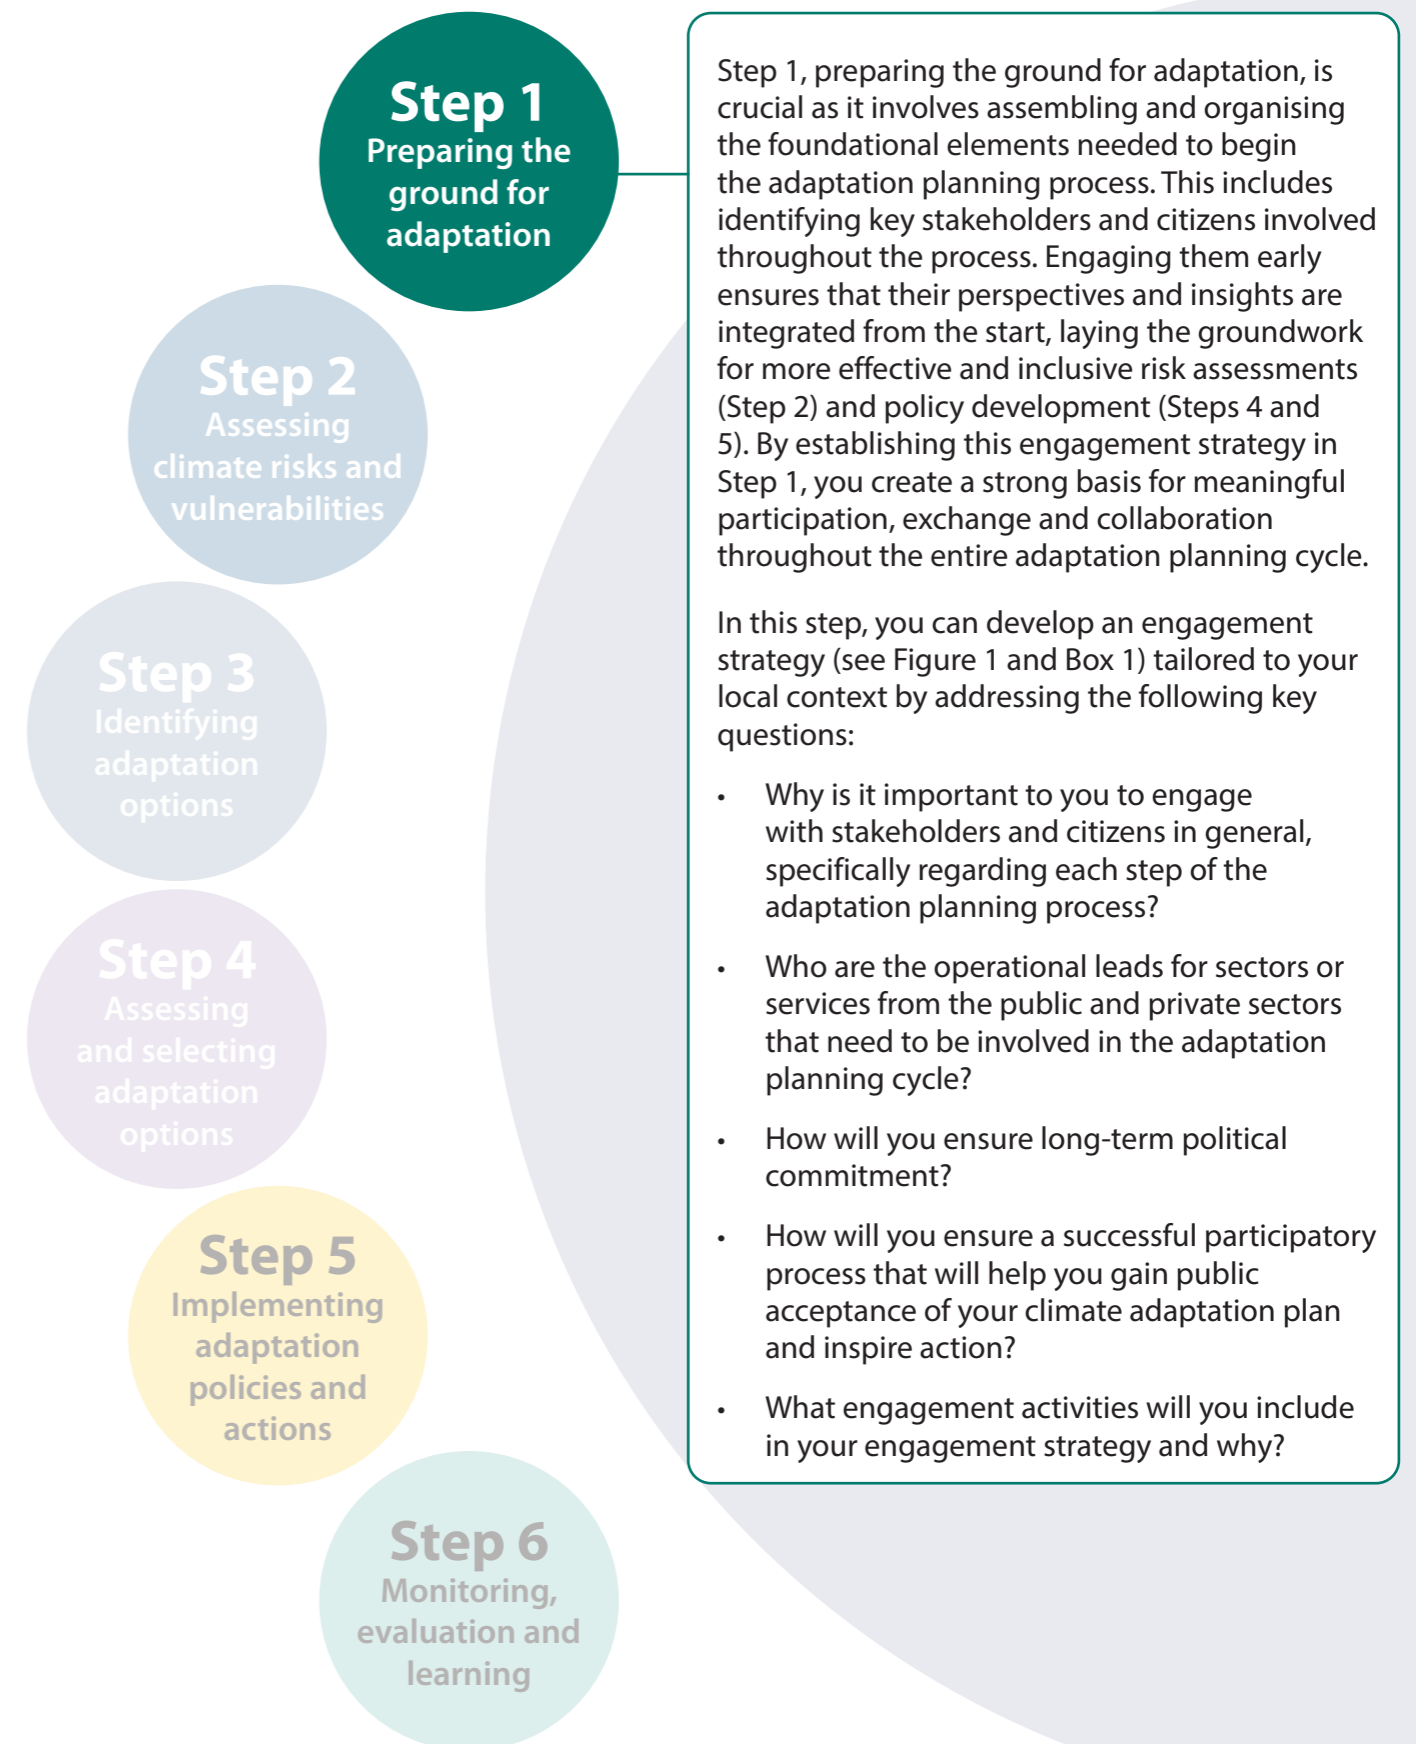 Step 1
Preparing the
ground for
adaptation
Step 2
Assessing
climate risks and
vulnerabilities
Step 3
Identifying
adaptation
options
Step 4
Assessing
and selecting
adaptation
options
Step 5
Implementing
adaptation
policies and
actions
Step 6
Monitoring,
evaluation and
learning
Step 1, preparing the ground for adaptation, is
crucial as it involves assembling and organising
the foundational elements needed to begin
the adaptation planning process. This includes
identifying key stakeholders and citizens involved
throughout the process. Engaging them early
ensures that their perspectives and insights are
integrated from the start, laying the groundwork
for more effective and inclusive risk assessments
(Step 2) and policy development (Steps 4 and
5). By establishing this engagement strategy in
Step 1, you create a strong basis for meaningful
participation, exchange and collaboration
throughout the entire adaptation planning cycle.
In this step, you can develop an engagement
strategy (see Figure 1 and Box 1) tailored to your
local context by addressing the following key
questions:
• Why is it important to you to engage
with stakeholders and citizens in general,
specifically regarding each step of the
adaptation planning process?
• Who are the operational leads for sectors or
services from the public and private sectors
that need to be involved in the adaptation
planning cycle?
• How will you ensure long-term political
commitment?
• How will you ensure a successful participatory
process that will help you gain public
acceptance of your climate adaptation plan
and inspire action?
• What engagement activities will you include
in your engagement strategy and why?